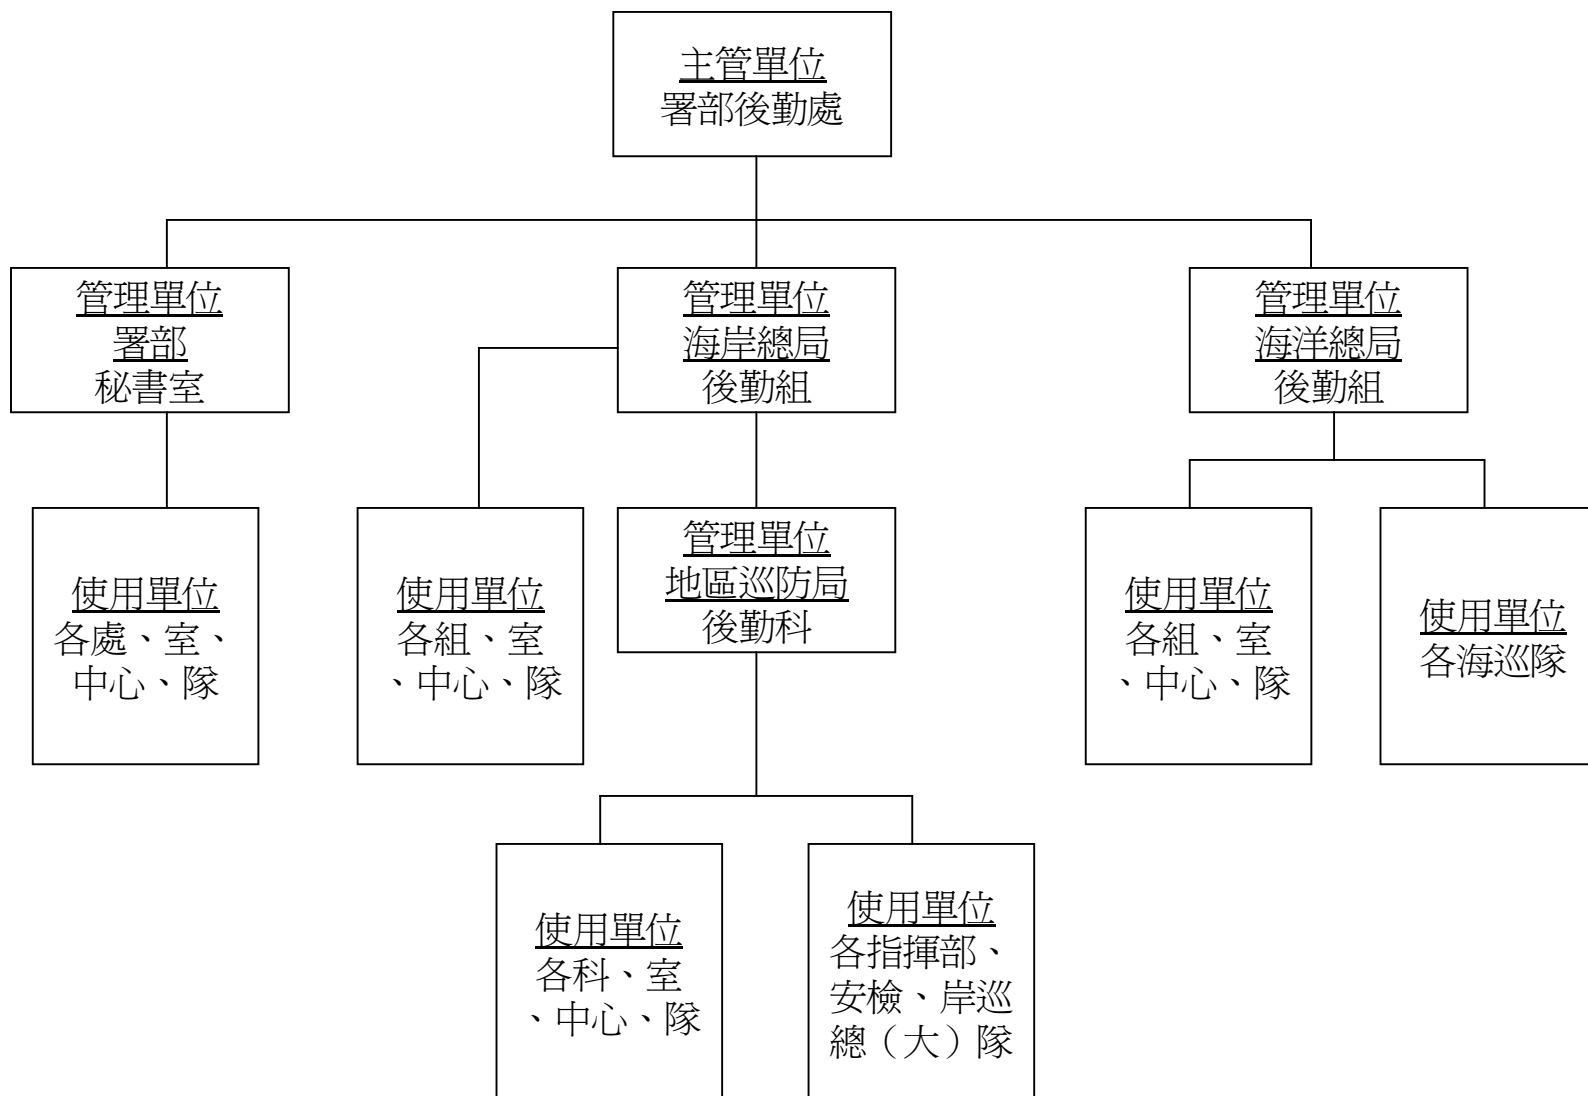 主管單位
署部後勤處
管理單位
署部
秘書室
管理單位
海岸總局
後勤組
管理單位
海洋總局
後勤組
使用單位
各處、室、
中心、隊
使用單位
各組、室
、中心、隊
管理單位
地區巡防局
後勤科
使用單位
各組、室
、中心、隊
使用單位
各海巡隊
使用單位
各科、室
、中心、隊
使用單位
各指揮部、
安檢、岸巡
總（大）隊